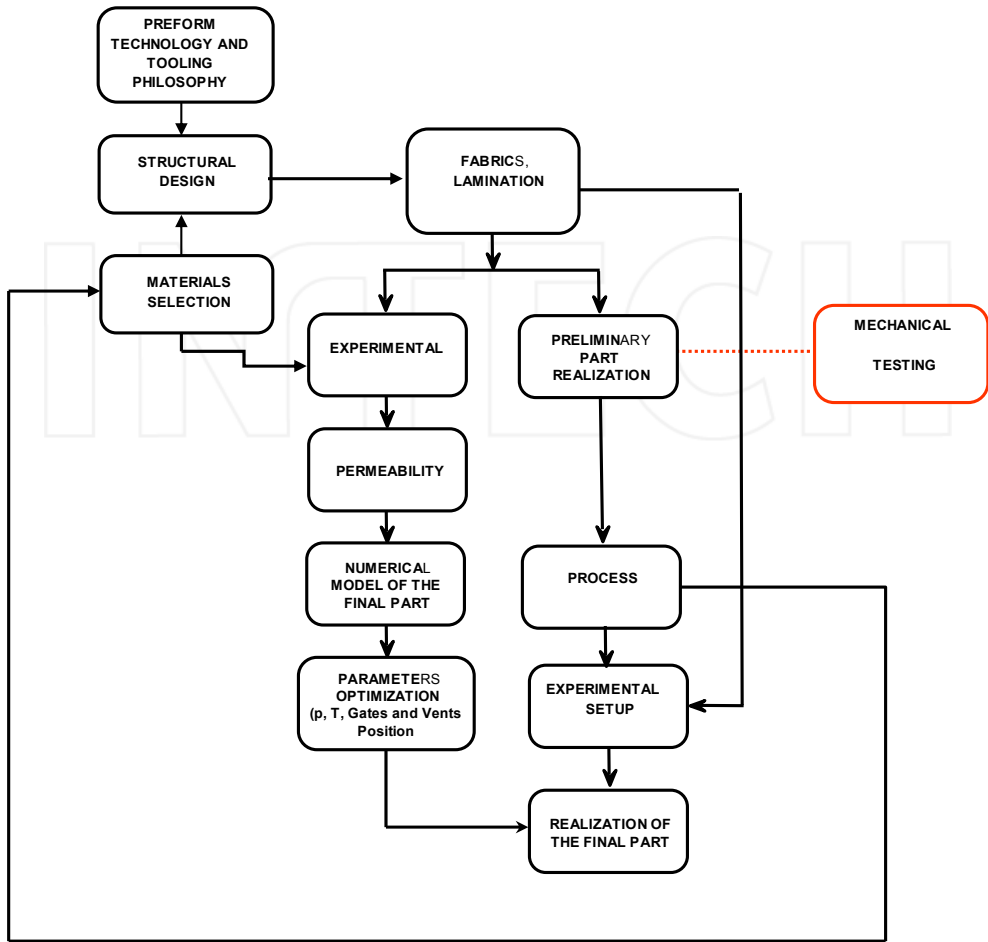 PREFORM
TECHNOLOGY AND
TOOLING
PHILOSOPHY
STRUCTURAL
DESIGN
FABRICS,
LAMINATION
MATERIALS
SELECTION
EXPERIMENTAL
PRELIMINARY
PART
REALIZATION
MECHANICAL
TESTING
PERMEABILITY
NUMERICAL
MODEL OF THE
FINAL PART
PROCESS
PARAMETERS
OPTIMIZATION
(p, T, Gates and Vents
Position
EXPERIMENTAL
SETUP
REALIZATION OF
THE FINAL PART
INTECH